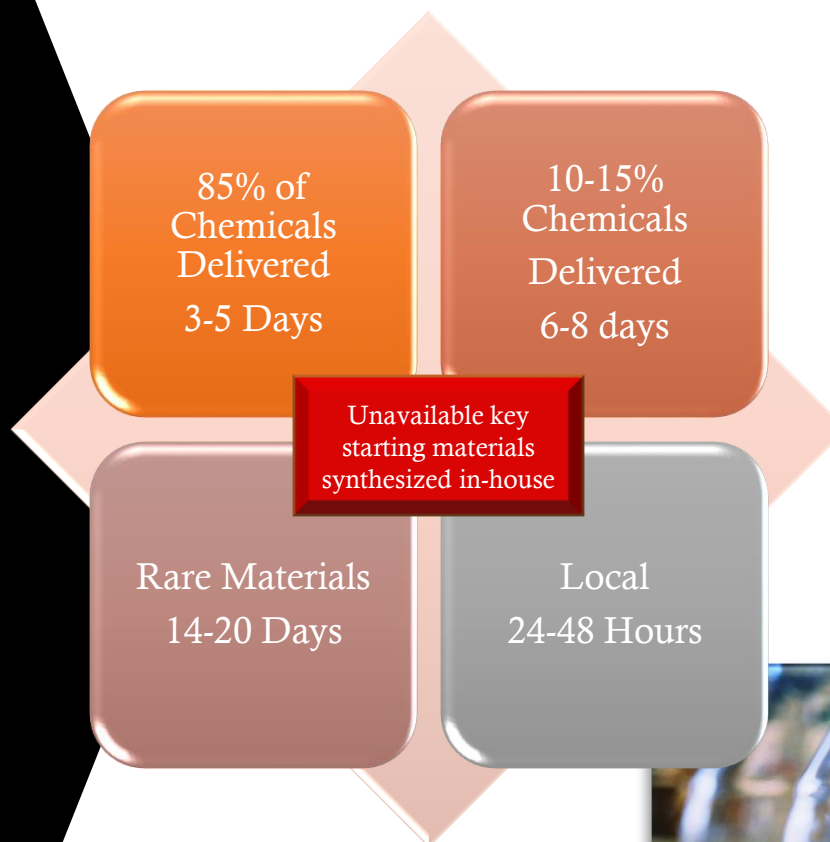 85% of
Chemicals
Delivered
3-5 Days
10-15%
Chemicals
Delivered
6-8 days
Unavailable key
starting materials
synthesized in-house
Rare Materials
14-20 Days
Local
24-48 Hours